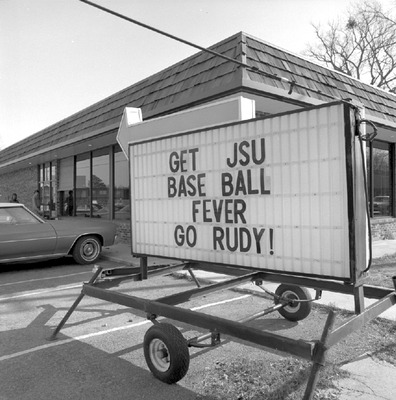 GET JSU
BASE BALL
FEVER
GO RUDY!